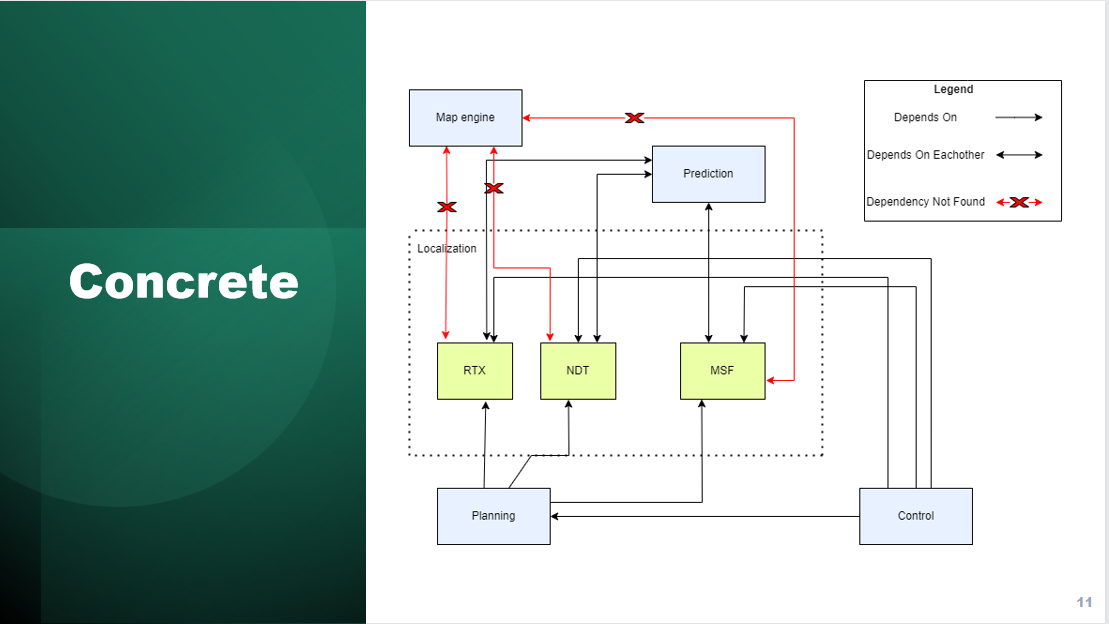 Concrete
Map engine
Prediction
Legend
Depends On
Depends On Eachother
Dependency Not Found
Localization
RTX
NDT
MSF
Planning
Control
11